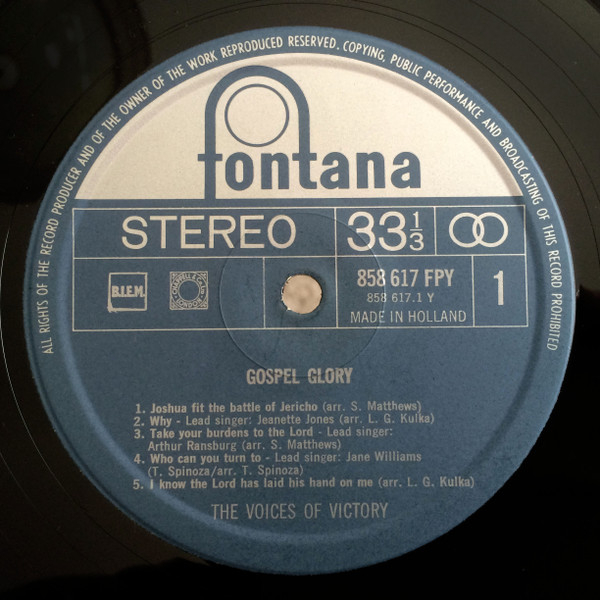 ALL RIGHTS OF THE RECORD PRODUCER AND OF THE OWNER OF THE WORK REPRODUCED RESERVED. COPYING, PUBLIC PERFORMANCE AND BROADCASTING OF THIS RECORD PROHIBITED
fontana
STEREO 33 1/3
B.I.E.M. 858 617 FPY 1
858 617.1 Y
MADE IN HOLLAND
GOSPEL GLORY
1. Joshua fit the battle of Jericho (arr. S. Matthews)
2. Why - Lead singer: Jeanette Jones (arr. L. G. Kulka)
3. Take your burdens to the Lord - Lead singer:
Arthur Ransburg (arr. S. Matthews)
4. Who can you turn to - Lead singer: Jane Williams
(T. Spinoza/arr. T. Spinoza)
5. I know the Lord has laid his hand on me (arr. L. G. Kulka)
THE VOICES OF VICTORY